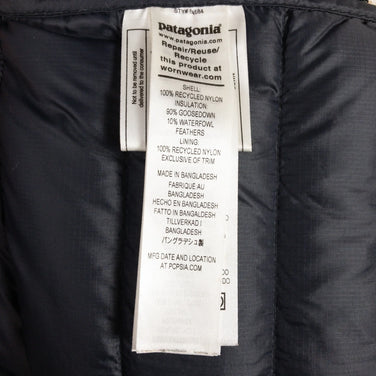 patagonia®
www.patagonia.com
Repair/Reuse/
Recycle
this product at
wornwear.com
Not to be removed until
delivered to the consumer
SHELL:
100% RECYCLED NYLON
INSULATION:
90% GOOSEDOWN
10% WATERFOWL
FEATHERS
LINING:
100% RECYCLED NYLON
EXCLUSIVE OF TRIM
MADE IN BANGLADESH
FABRIQUE:AU
BANGLADESH
HECHO EN BANGLADESH
FATTO IN BANGALDESH
TILLVERKAD I
BANGLADESH
バングラデシュ製
MFG DATE AND LOCATION
AT PCPSIA.COM